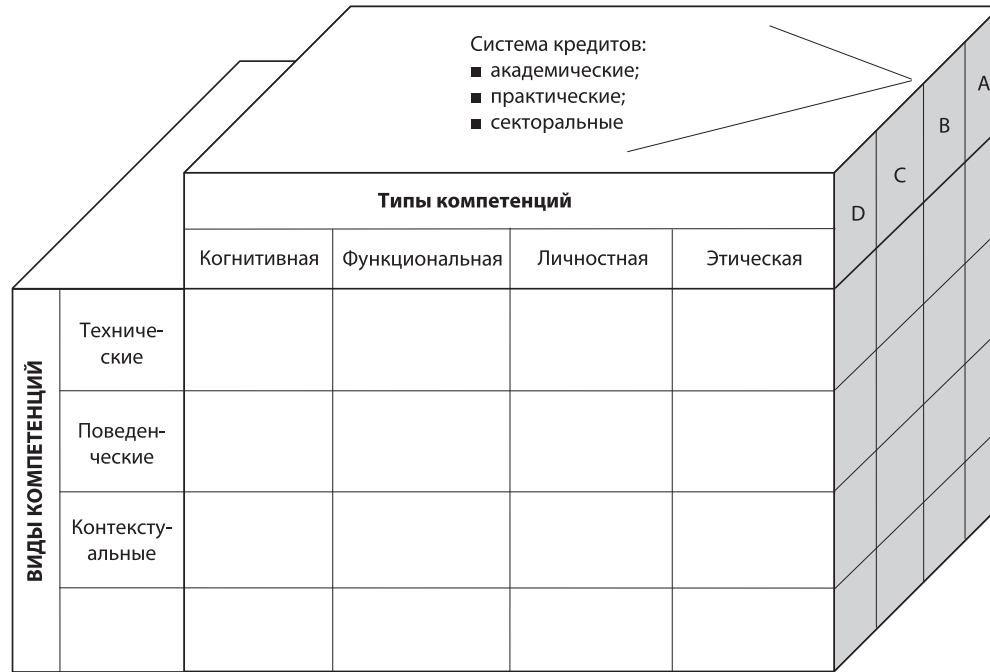 Система кредитов:
■ академические;
■ практические;
■ секторальные
A
B
C
D
Типы компетенций
Когнитивная
Функциональная
Личностная
Этическая
ВИДЫ КОМПЕТЕНЦИЙ
Техниче-
ские
Поведен-
ческие
Контексту-
альные